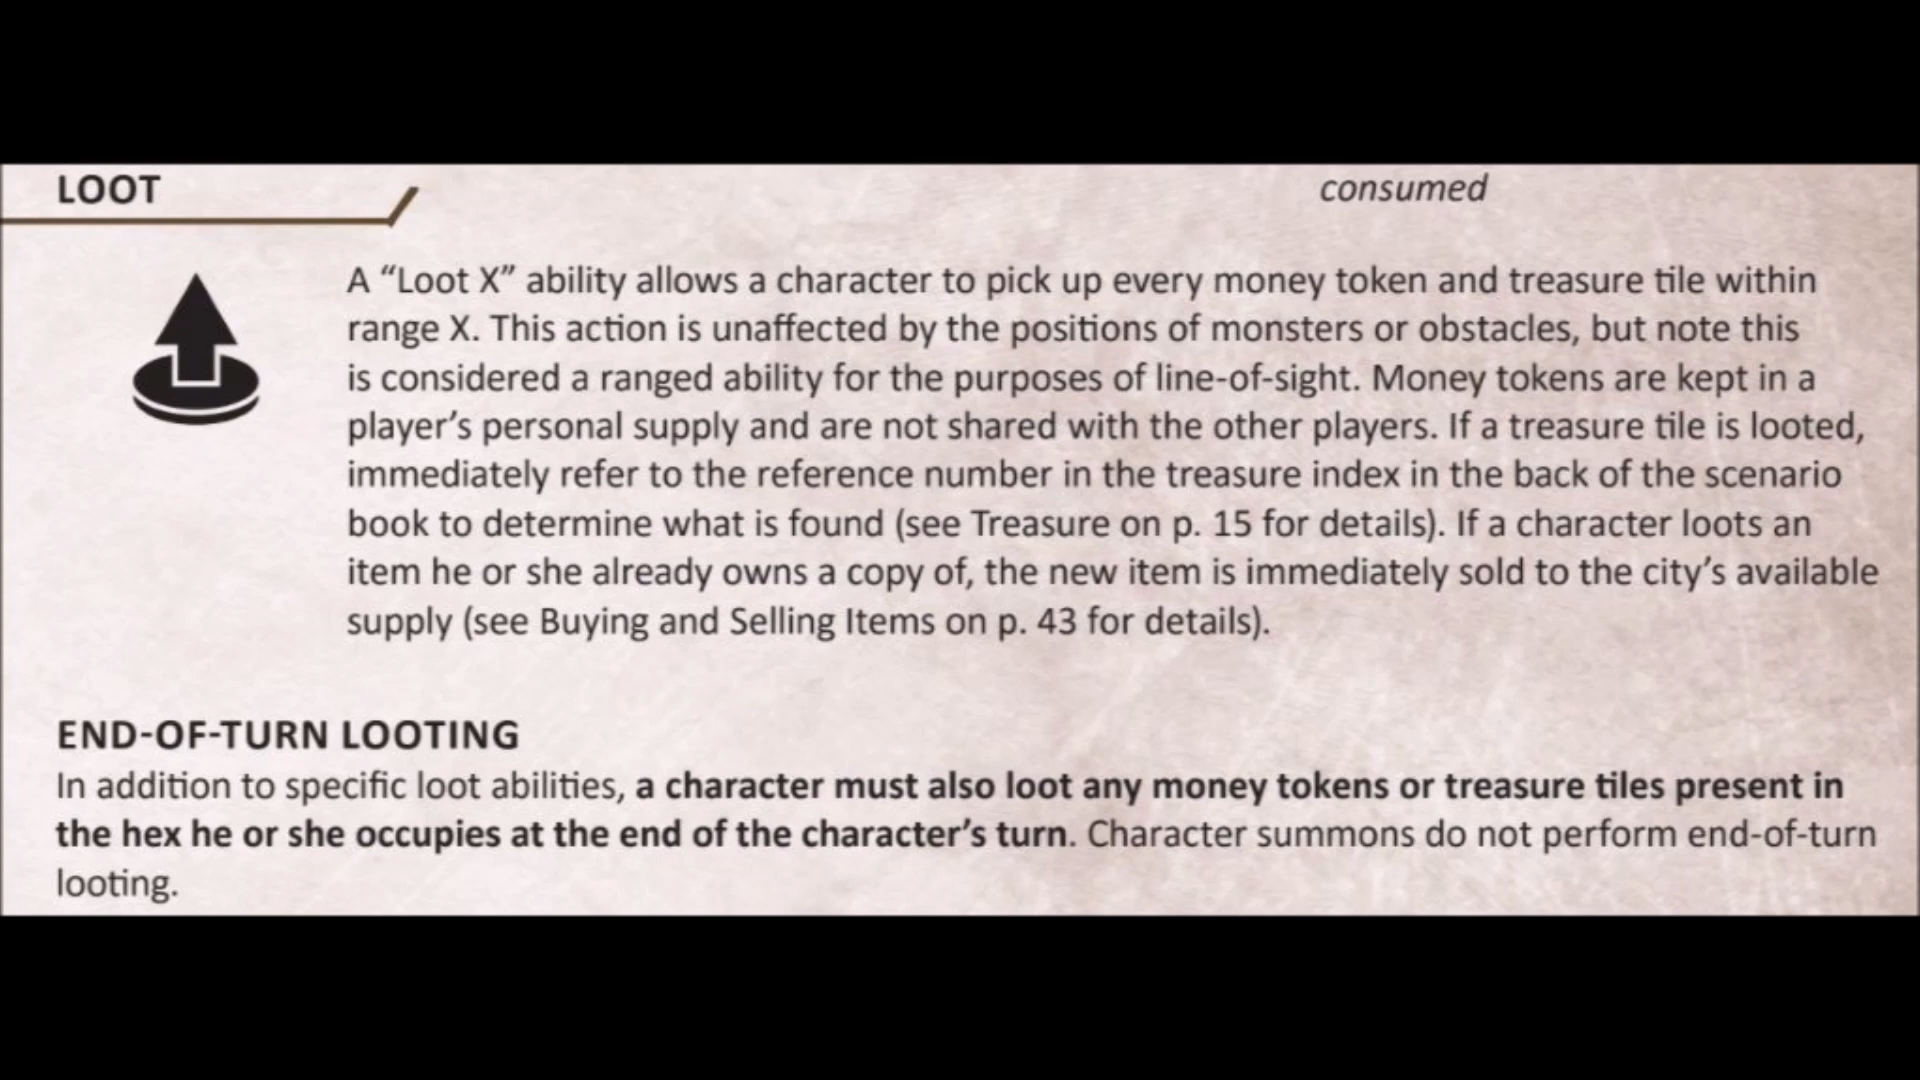 LOOT
consumed
A “Loot X” ability allows a character to pick up every money token and treasure tile within
range X. This action is unaffected by the positions of monsters or obstacles, but note this
is considered a ranged ability for the purposes of line-of-sight. Money tokens are kept in a
player’s personal supply and are not shared with the other players. If a treasure tile is looted,
immediately refer to the reference number in the treasure index in the back of the scenario
book to determine what is found (see Treasure on p. 15 for details). If a character loots an
item he or she already owns a copy of, the new item is immediately sold to the city’s available
supply (see Buying and Selling Items on p. 43 for details).
END-OF-TURN LOOTING
In addition to specific loot abilities, a character must also loot any money tokens or treasure tiles present in
the hex he or she occupies at the end of the character’s turn. Character summons do not perform end-of-turn
looting.